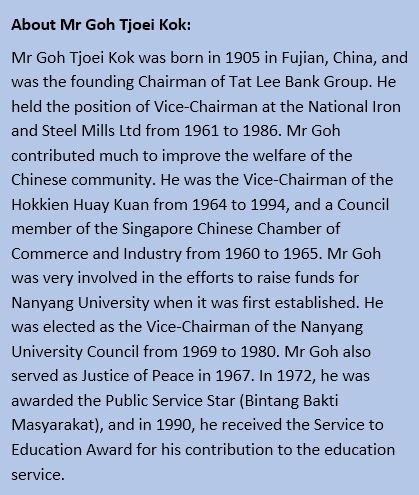 About Mr Goh Tjoei Kok:
Mr Goh Tjoei Kok was born in 1905 in Fujian, China, and
was the founding Chairman of Tat Lee Bank Group. He
held the position of Vice-Chairman at the National Iron
and Steel Mills Ltd from 1961 to 1986. Mr Goh
contributed much to improve the welfare of the
Chinese community. He was the Vice-Chairman of the
Hokkien Huay Kuan from 1964 to 1994, and a Council
member of the Singapore Chinese Chamber of
Commerce and Industry from 1960 to 1965. Mr Goh
was very involved in the efforts to raise funds for
Nanyang University when it was first established. He
was elected as the Vice-Chairman of the Nanyang
University Council from 1969 to 1980. Mr Goh also
served as Justice of Peace in 1967. In 1972, he was
awarded the Public Service Star (Bintang Bakti
Masyarakat), and in 1990, he received the Service to
Education Award for his contribution to the education
service.